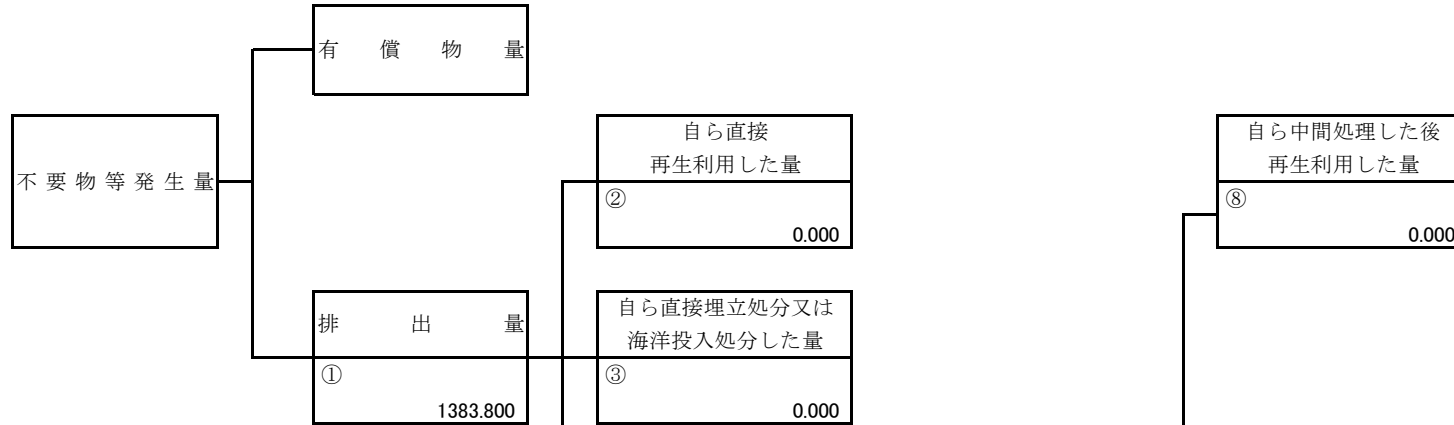 有償物量
自ら直接
再生利用した量
②
0.000
自ら中間処理した後
再生利用した量
⑧
0.000
不要物等発生量
排出量
①
1383.800
自ら直接埋立処分又は
海洋投入処分した量
③
0.000